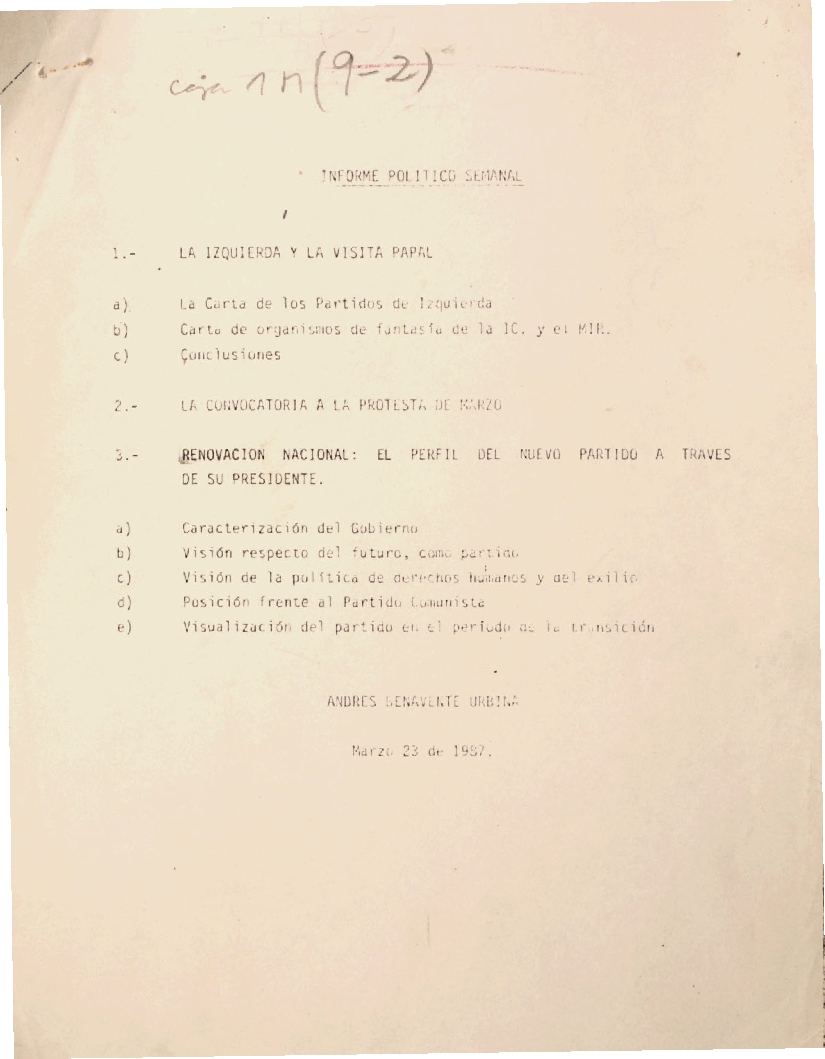 caja 1 n (9-2)
INFORME POLITICO SEMANAL
1.- LA IZQUIERDA Y LA VISITA PAPAL
a) La Carta de los Partidos de Izquierda
b) Carta de organismos de fantasía de la IC. y el MIR.
c) Conclusiones
2.- LA CONVOCATORIA A LA PROTESTA DE MARZO
3.- RENOVACION NACIONAL: EL PERFIL DEL NUEVO PARTIDO A TRAVES
DE SU PRESIDENTE.
a) Caracterización del Gobierno
b) Visión respecto del futuro, como partido
c) Visión de la política de derechos humanos y del exilio
d) Posición frente al Partido Comunista
e) Visualización del partido en el período de la transición
ANDRES BENAVENTE URBINA
Marzo 23 de 1987.